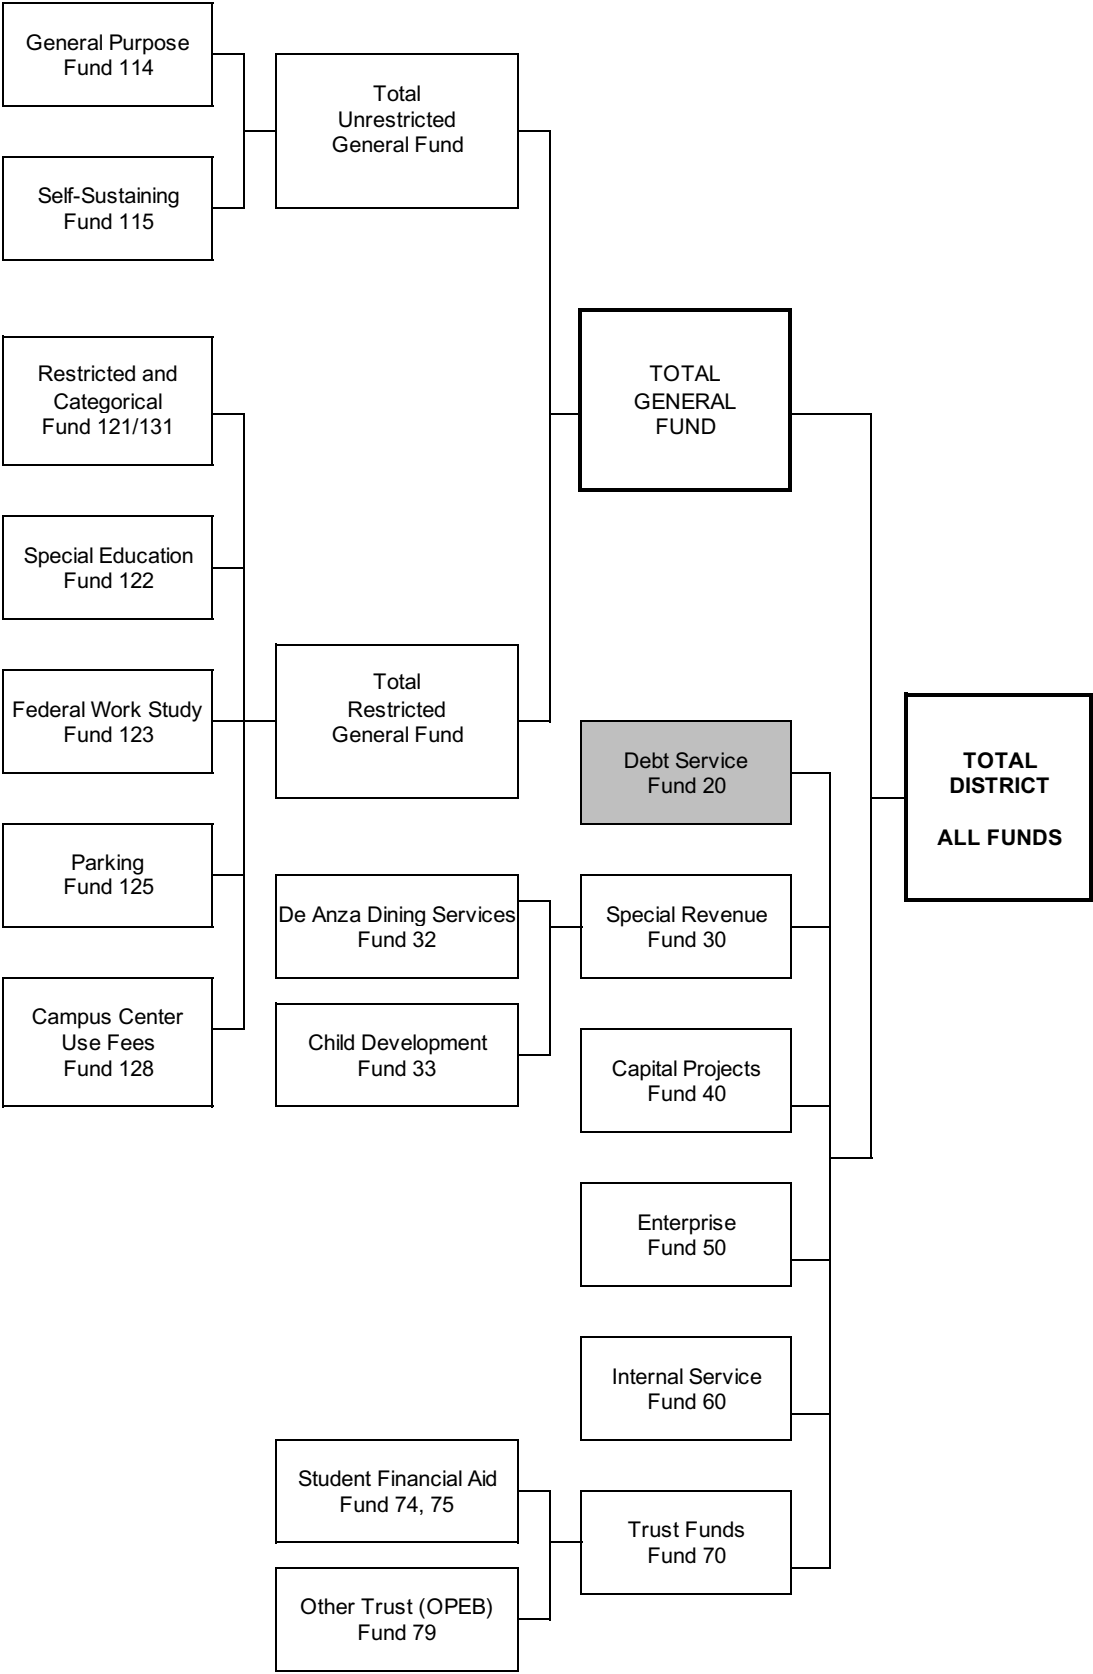 General Purpose
Fund 114
Self-Sustaining
Fund 115
Total
Unrestricted
General Fund
Restricted and
Categorical
Fund 121/131
Special Education
Fund 122
Federal Work Study
Fund 123
Parking
Fund 125
Campus Center
Use Fees
Fund 128
Total
Restricted
General Fund
TOTAL
GENERAL
FUND
Debt Service
Fund 20
De Anza Dining Services
Fund 32
Child Development
Fund 33
Special Revenue
Fund 30
Capital Projects
Fund 40
Enterprise
Fund 50
Internal Service
Fund 60
Student Financial Aid
Fund 74, 75
Other Trust (OPEB)
Fund 79
Trust Funds
Fund 70
TOTAL
DISTRICT
ALL FUNDS